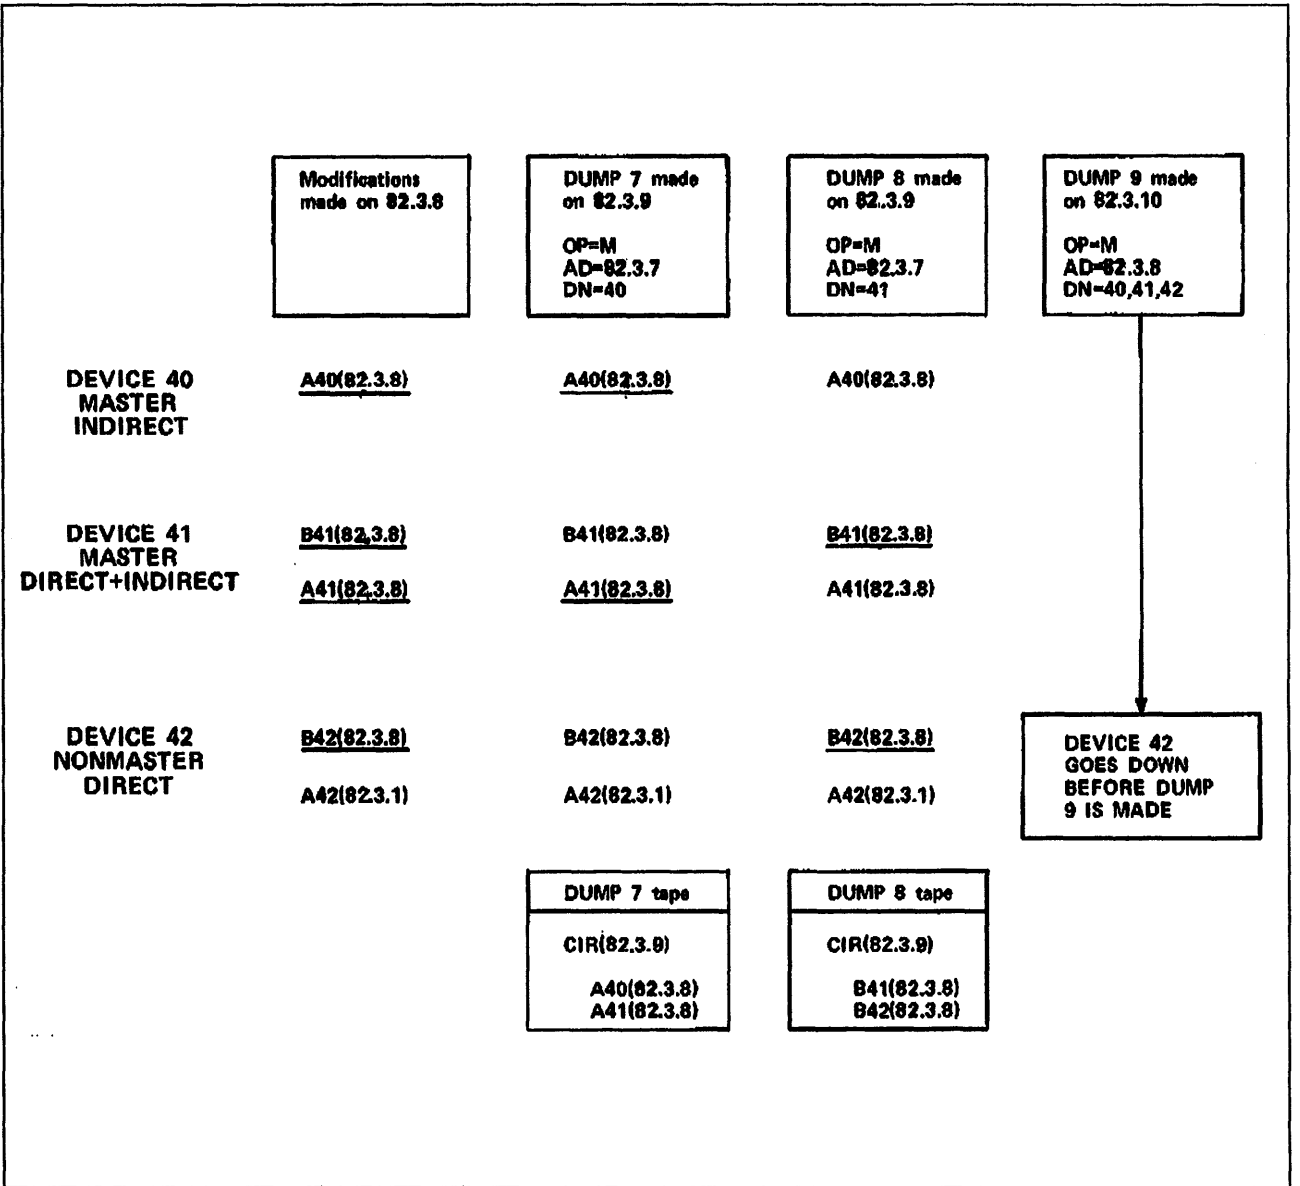 Modifications
made on 82.3.8
DUMP 7 made
on 82.3.9
OP=M
AD=82.3.7
DN=40
DUMP 8 made
on 82.3.9
OP=M
AD=82.3.7
DN=41
DUMP 9 made
on 82.3.10
OP=M
AD=82.3.8
DN=40,41,42
DEVICE 40
MASTER
INDIRECT
A40(82.3.8)
A40(82.3.8)
A40(82.3.8)
DEVICE 41
MASTER
DIRECT+INDIRECT
B41(82.3.8)
B41(82.3.8)
B41(82.3.8)
A41(82.3.8)
A41(82.3.8)
A41(82.3.8)
DEVICE 42
NONMASTER
DIRECT
B42(82.3.8)
B42(82.3.8)
B42(82.3.8)
A42(82.3.1)
A42(82.3.1)
A42(82.3.1)
DEVICE 42
GOES DOWN
BEFORE DUMP
9 IS MADE
DUMP 7 tape
CIR(82.3.9)
A40(82.3.8)
A41(82.3.8)
DUMP 8 tape
CIR(82.3.9)
B41(82.3.8)
B42(82.3.8)